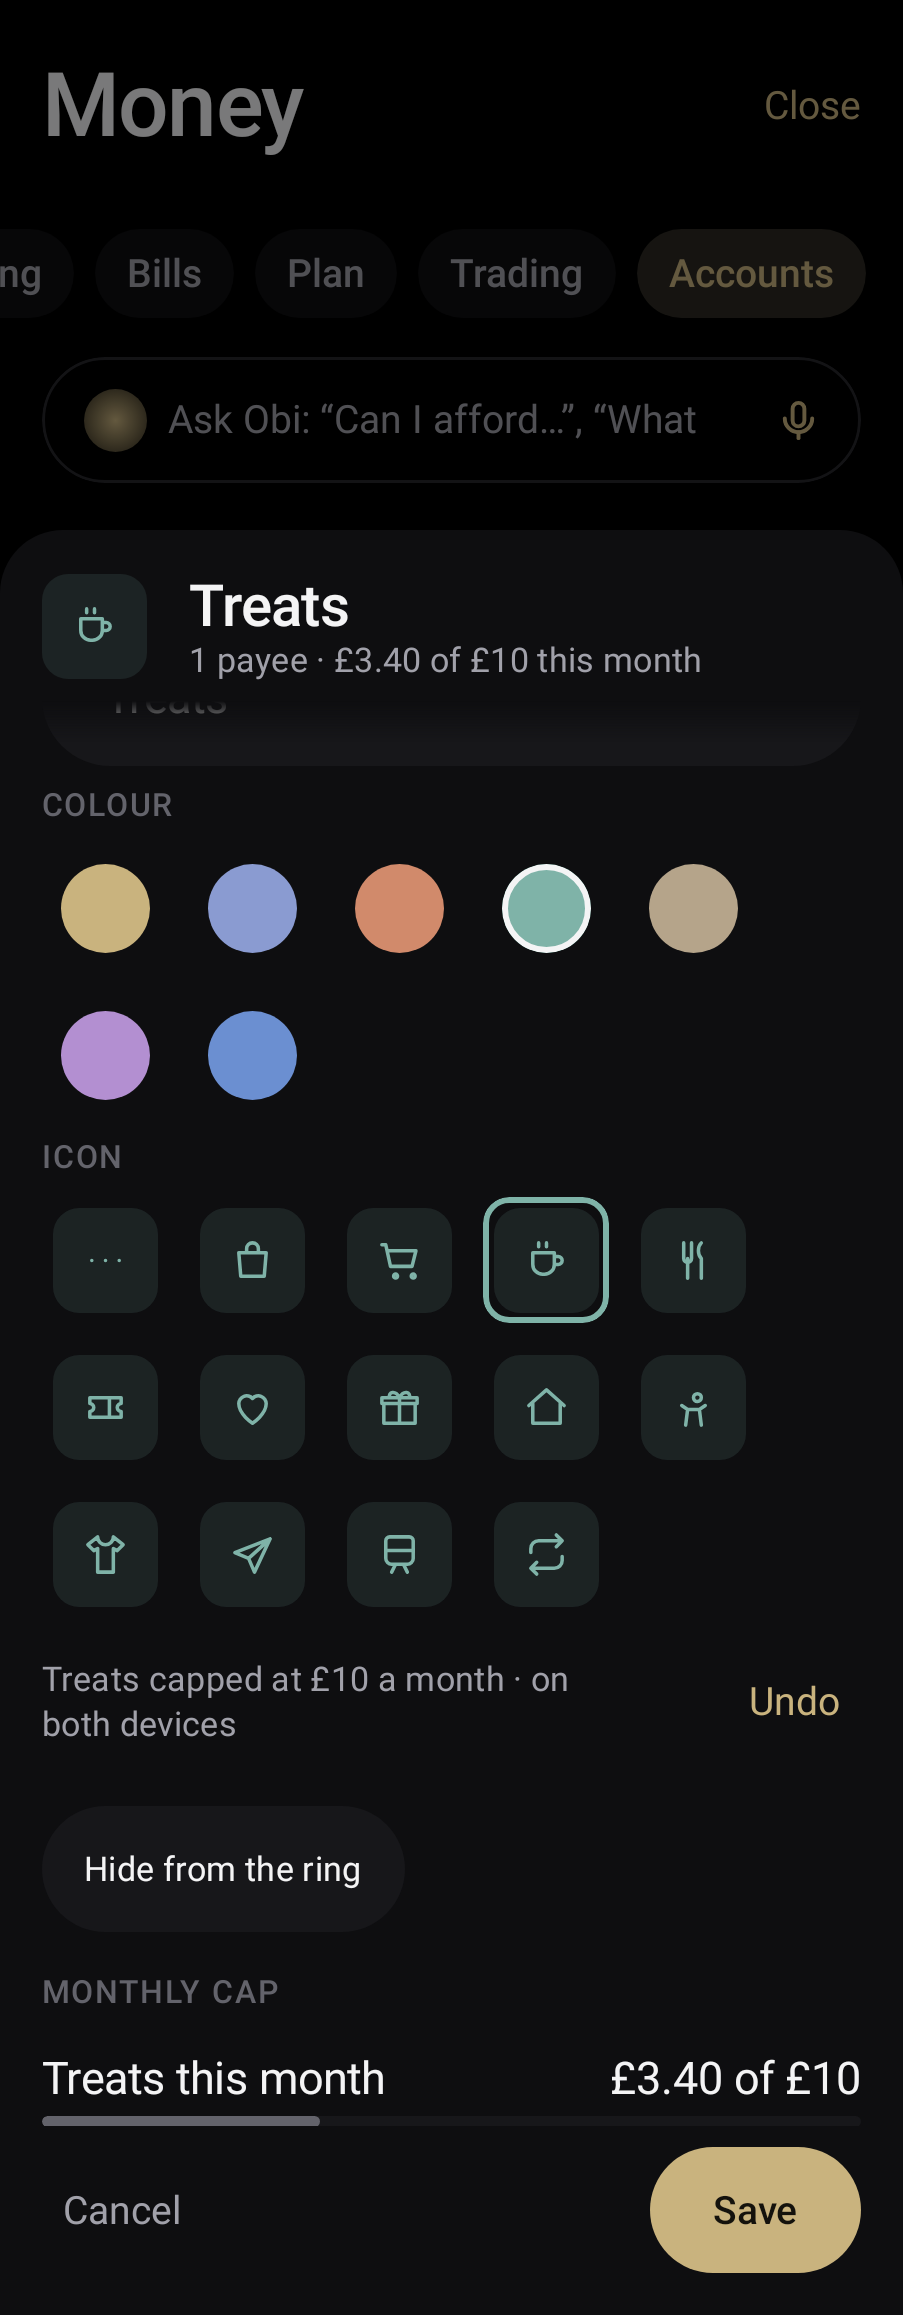 Money
Close
ng
Bills
Plan
Trading
Accounts
Ask Obi: “Can I afford…”, “What
Treats
1 payee · £3.40 of £10 this month
Treats
COLOUR
ICON
Treats capped at £10 a month · on
both devices
Undo
Hide from the ring
MONTHLY CAP
Treats this month
£3.40 of £10
Cancel
Save